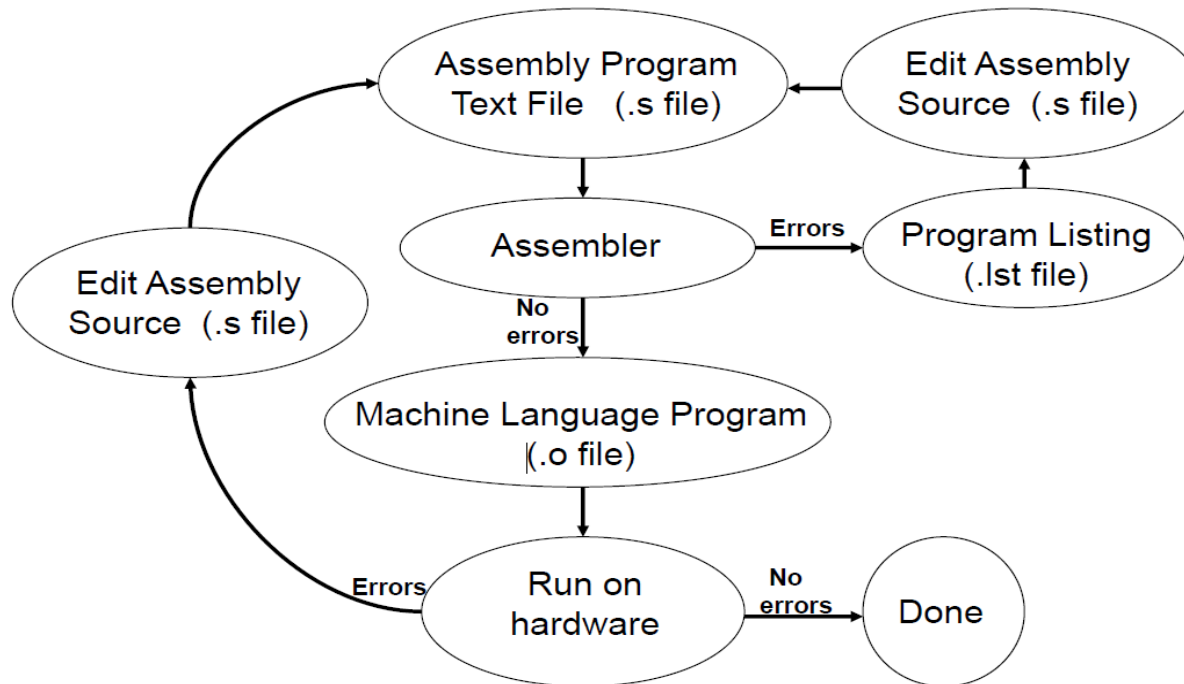 Assembly Program
Text File (.s file)
Edit Assembly
Source (.s file)
Assembler
Errors
Program Listing
(.lst file)
Edit Assembly
Source (.s file)
No
errors
Machine Language Program
(.o file)
Errors
Run on
hardware
No
errors
Done